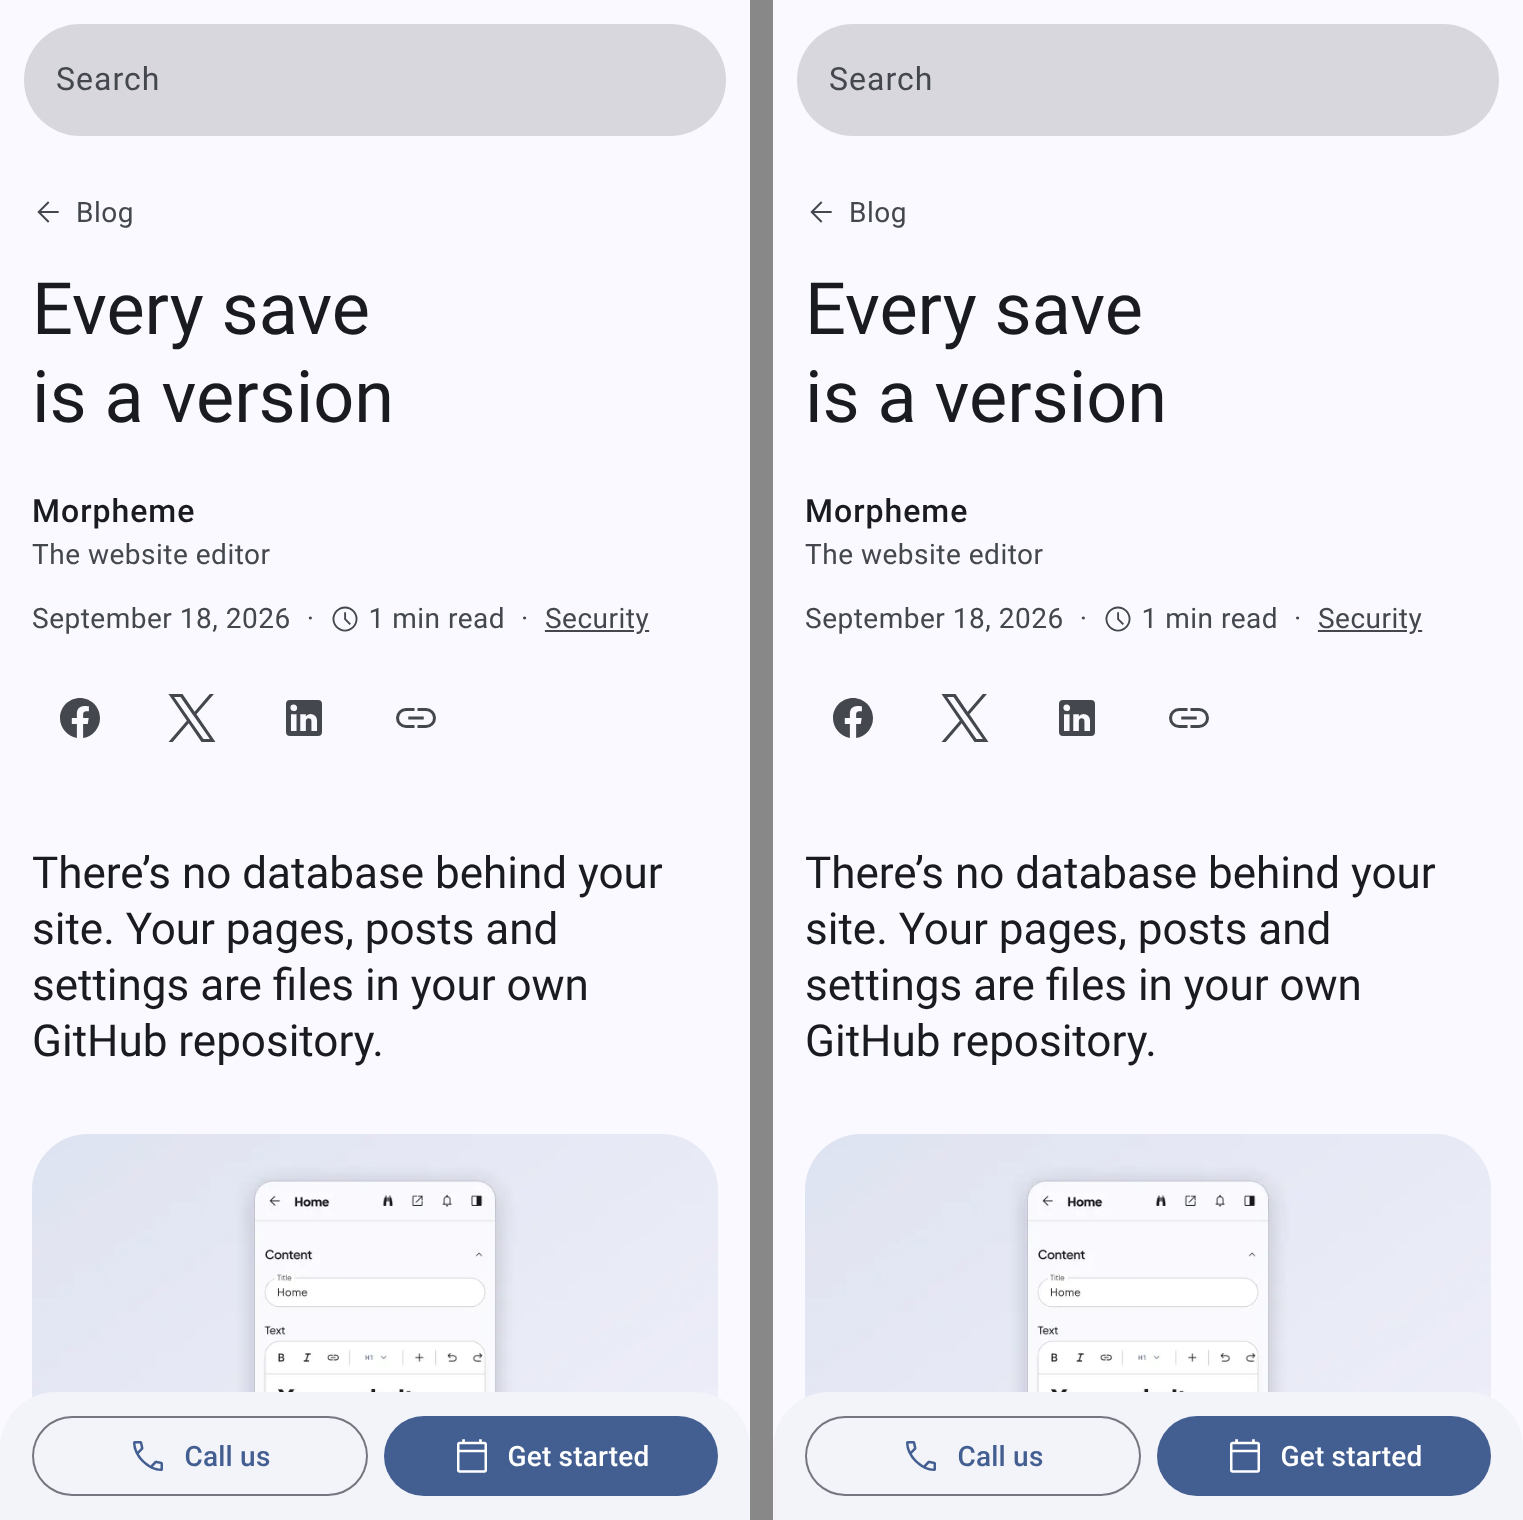 Search
Blog
Every save
is a version
Morpheme
The website editor
September 18, 2026 · 1 min read · Security
There’s no database behind your
site. Your pages, posts and
settings are files in your own
GitHub repository.
Home
Content
Title
Home
Text
B I H1
Call us
Get started
Search
Blog
Every save
is a version
Morpheme
The website editor
September 18, 2026 · 1 min read · Security
There’s no database behind your
site. Your pages, posts and
settings are files in your own
GitHub repository.
Home
Content
Title
Home
Text
B I H1
Call us
Get started